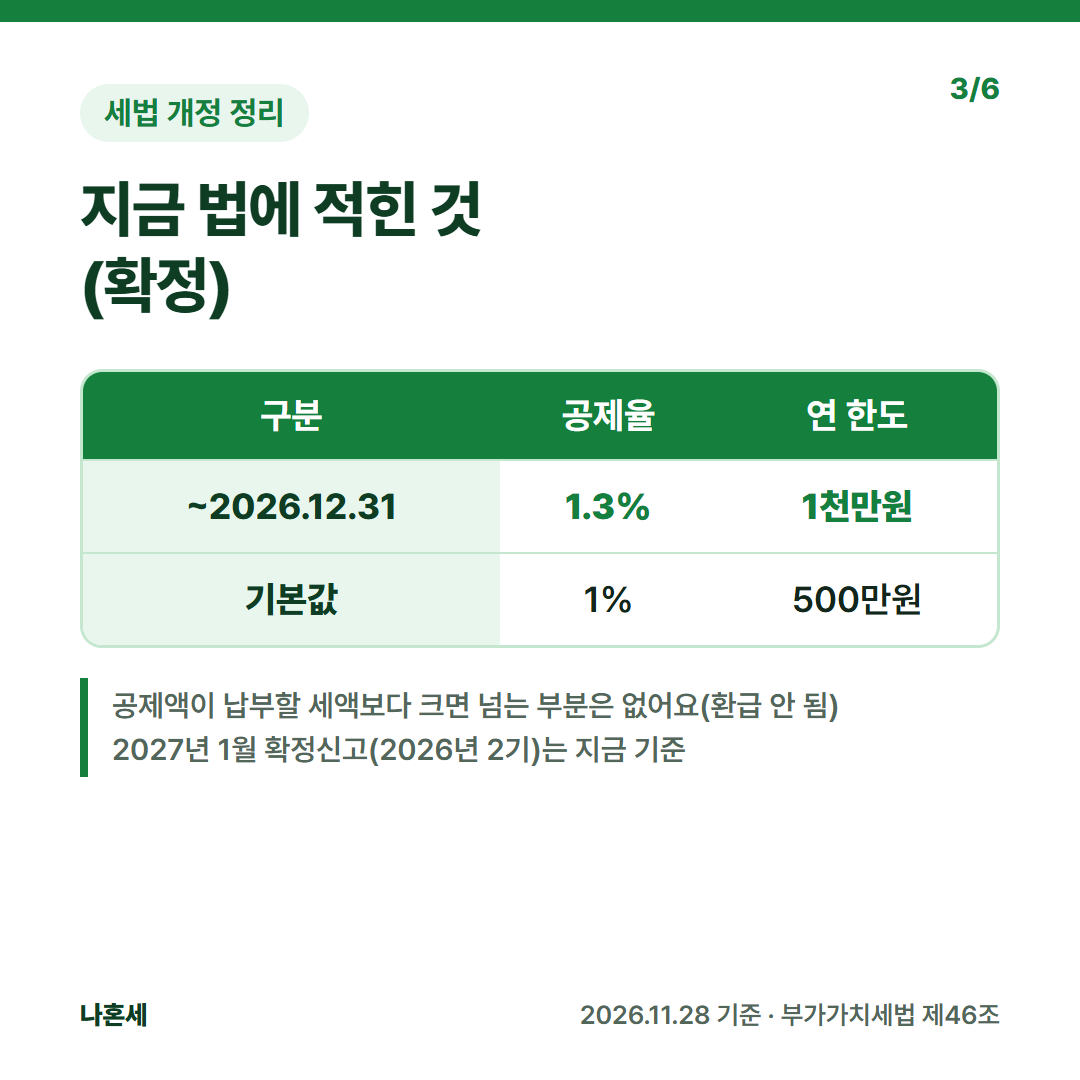 3/6
세법 개정 정리
지금 법에 적힌 것
(확정)
구분 공제율 연 한도
~2026.12.31 1.3% 1천만원
기본값 1% 500만원
공제액이 납부할 세액보다 크면 넘는 부분은 없어요(환급 안 됨)
2027년 1월 확정신고(2026년 2기)는 지금 기준
나혼세 2026.11.28 기준 · 부가가치세법 제46조